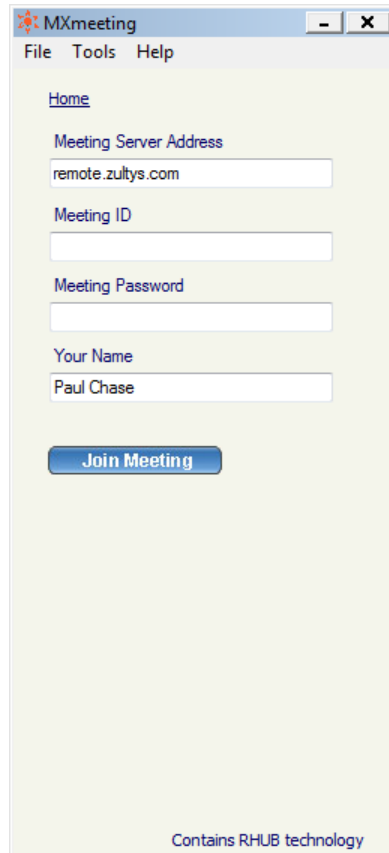 MXmeeting
File Tools Help
Home
Meeting Server Address
remote.zultys.com
Meeting ID
Meeting Password
Your Name
Paul Chase
Join Meeting
Contains RHUB technology